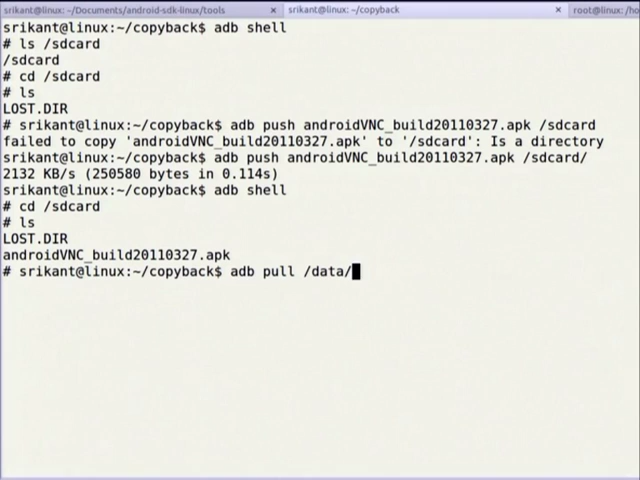 srikant@linux: ~/Documents/android-sdk-linux/tools × srikant@linux: ~/copyback × root@linux: /ho
srikant@linux:~/copyback$ adb shell
# ls /sdcard
/sdcard
# cd /sdcard
# ls
LOST.DIR
# srikant@linux:~/copyback$ adb push androidVNC_build20110327.apk /sdcard
failed to copy 'androidVNC_build20110327.apk' to '/sdcard': Is a directory
srikant@linux:~/copyback$ adb push androidVNC_build20110327.apk /sdcard/
2132 KB/s (250580 bytes in 0.114s)
srikant@linux:~/copyback$ adb shell
# cd /sdcard
# ls
LOST.DIR
androidVNC_build20110327.apk
# srikant@linux:~/copyback$ adb pull /data/